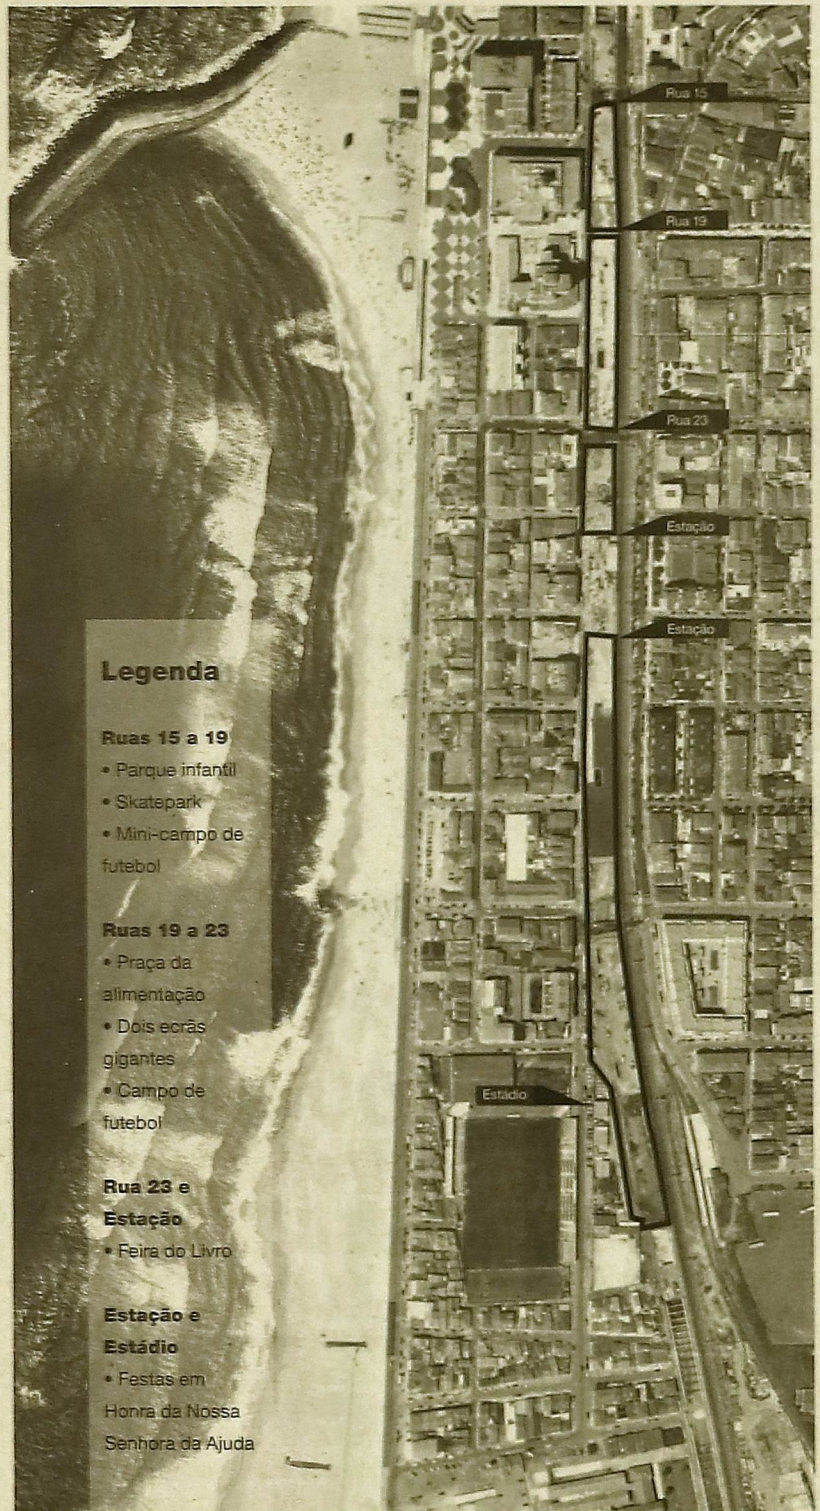 Rua 15
Rua 19
Rua 23
Estação
Estação
Estádio
Legenda
Ruas 15 a 19
• Parque infantil
• Skatepark
• Mini-campo de
futebol
Ruas 19 a 23
• Praça da
alimentação
• Dois ecrãs
gigantes
• Campo de
futebol
Rua 23 e
Estação
• Feira do Livro
Estação e
Estádio
• Festas em
Honra da Nossa
Senhora da Ajuda